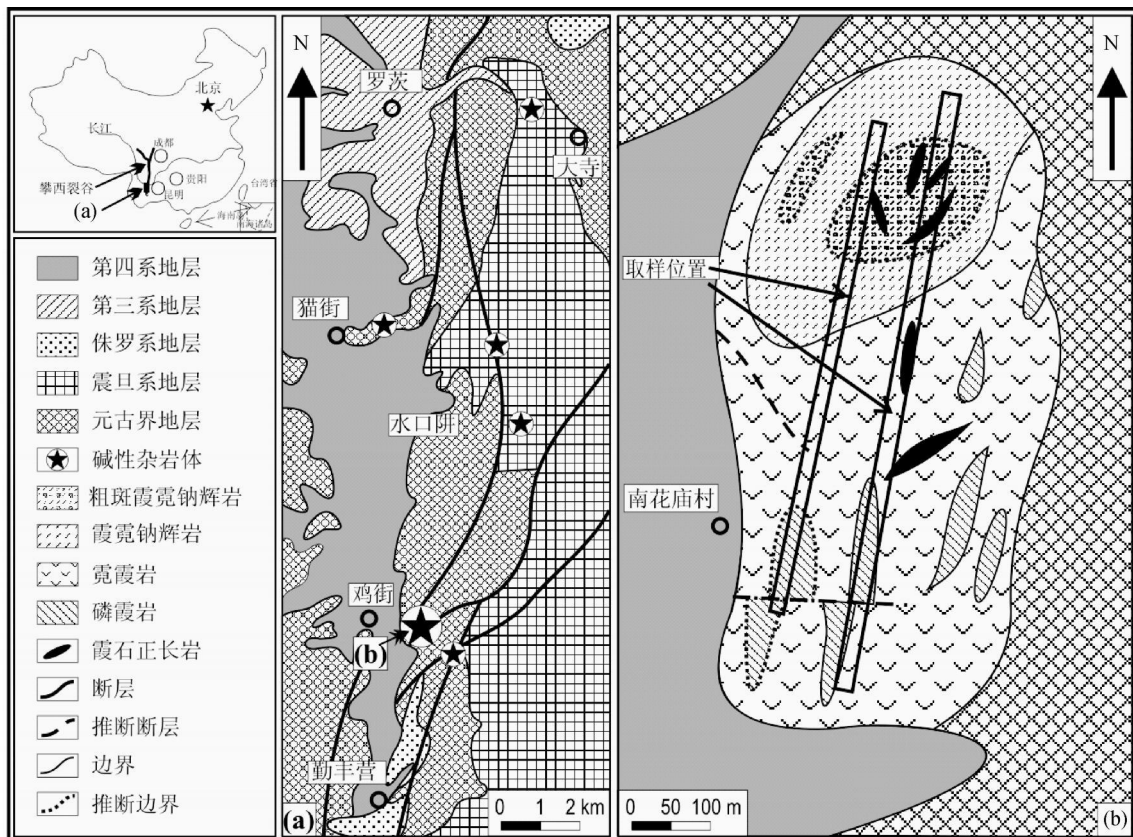 N
北京
长江
成都
攀西裂谷
贵阳
昆明
(a)
台湾省
海南岛
南海诸岛
第四系地层
第三系地层
侏罗系地层
震旦系地层
元古界地层
碱性杂岩体
粗斑霞霓钠辉岩
霞霓钠辉岩
霓霞岩
磷霞岩
霞石正长岩
断层
推断断层
边界
推断边界
N
罗茨
大寺
猫街
水口阱
鸡街
(b)
勤丰营
(a)
0 1 2 km
N
取样位置
南花庙村
0 50 100 m
(b)